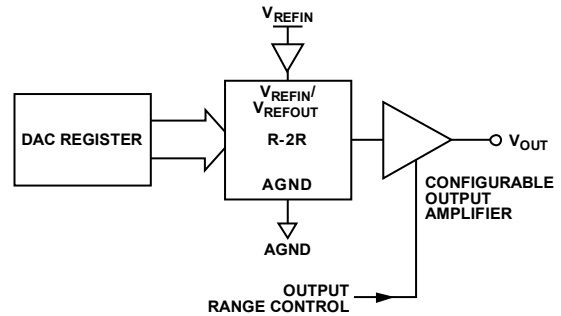 VREFIN
VREFIN/
VREFOUT
DAC REGISTER
R-2R
AGND
VOUT
CONFIGURABLE
OUTPUT
AMPLIFIER
AGND
OUTPUT
RANGE CONTROL